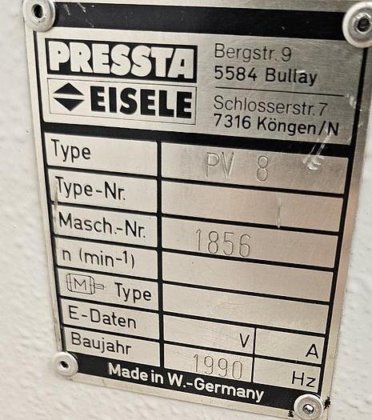 PRESSTA
EISELE
Bergstr. 9
5584 Bullay
Schlosserstr. 7
7316 Köngen/N
Type PV 8
Type-Nr.
Masch.-Nr. 1856
n (min-1)
M Type
E-Daten V A
Baujahr 1990 Hz
Made in W.-Germany